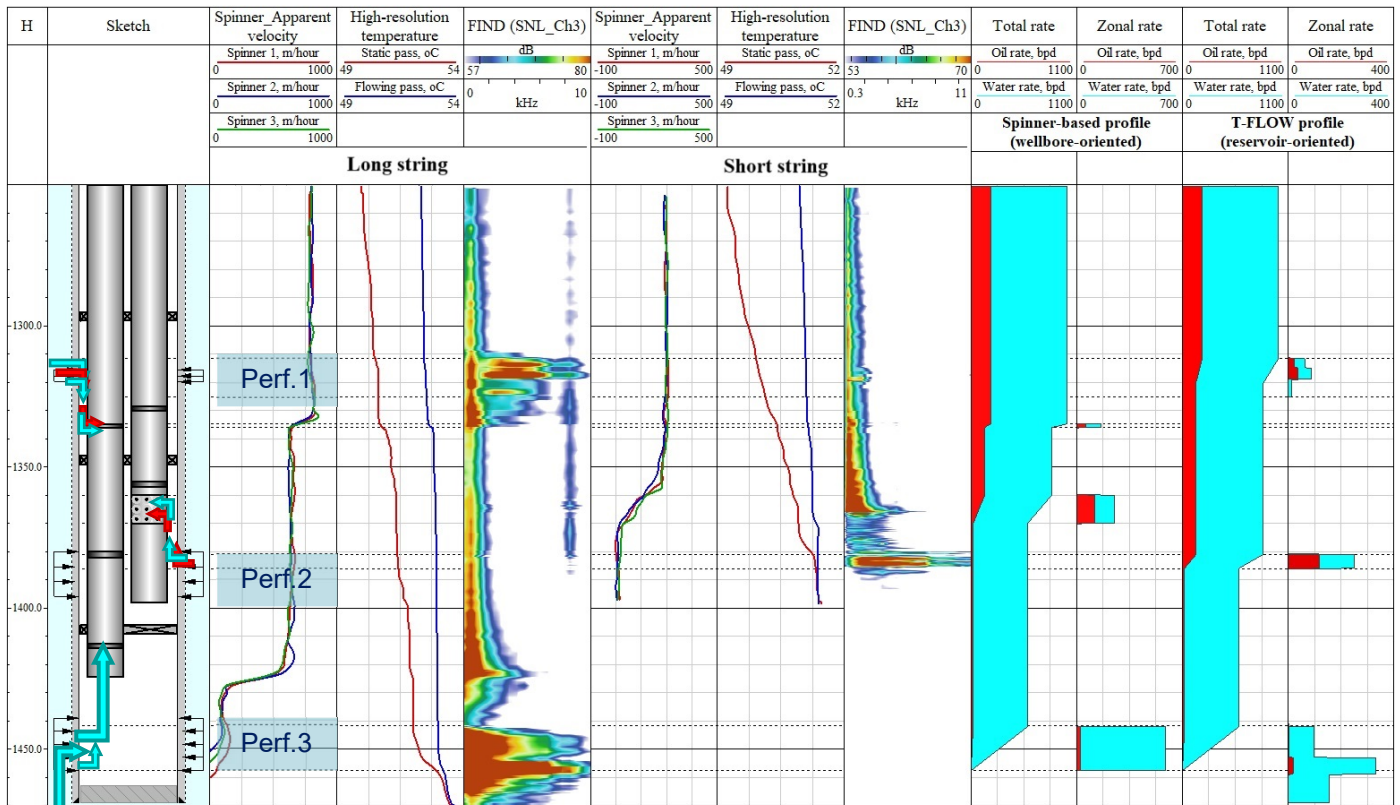 H
Sketch
Spinner_Apparent
velocity
High-resolution
temperature
FIND (SNL_Ch3)
Spinner_Apparent
velocity
High-resolution
temperature
FIND (SNL_Ch3)
Total rate
Zonal rate
Total rate
Zonal rate
Spinner 1, m/hour
0 1000
Static pass, oC
49 54
dB
57 80
Spinner 1, m/hour
-100 500
Static pass, oC
49 52
dB
53 70
Oil rate, bpd
0 1100
Oil rate, bpd
0 700
Oil rate, bpd
0 1100
Oil rate, bpd
0 400
Spinner 2, m/hour
0 1000
Flowing pass, oC
49 54
0 10
kHz
Spinner 2, m/hour
-100 500
Flowing pass, oC
49 52
0.3 11
kHz
Water rate, bpd
0 1100
Water rate, bpd
0 700
Water rate, bpd
0 1100
Water rate, bpd
0 400
Spinner 3, m/hour
0 1000
Spinner 3, m/hour
-100 500
Spinner-based profile
(wellbore-oriented)
T-FLOW profile
(reservoir-oriented)
Long string
Short string
-1300.0
Perf.1
-1350.0
Perf.2
-1400.0
Perf.3
-1450.0